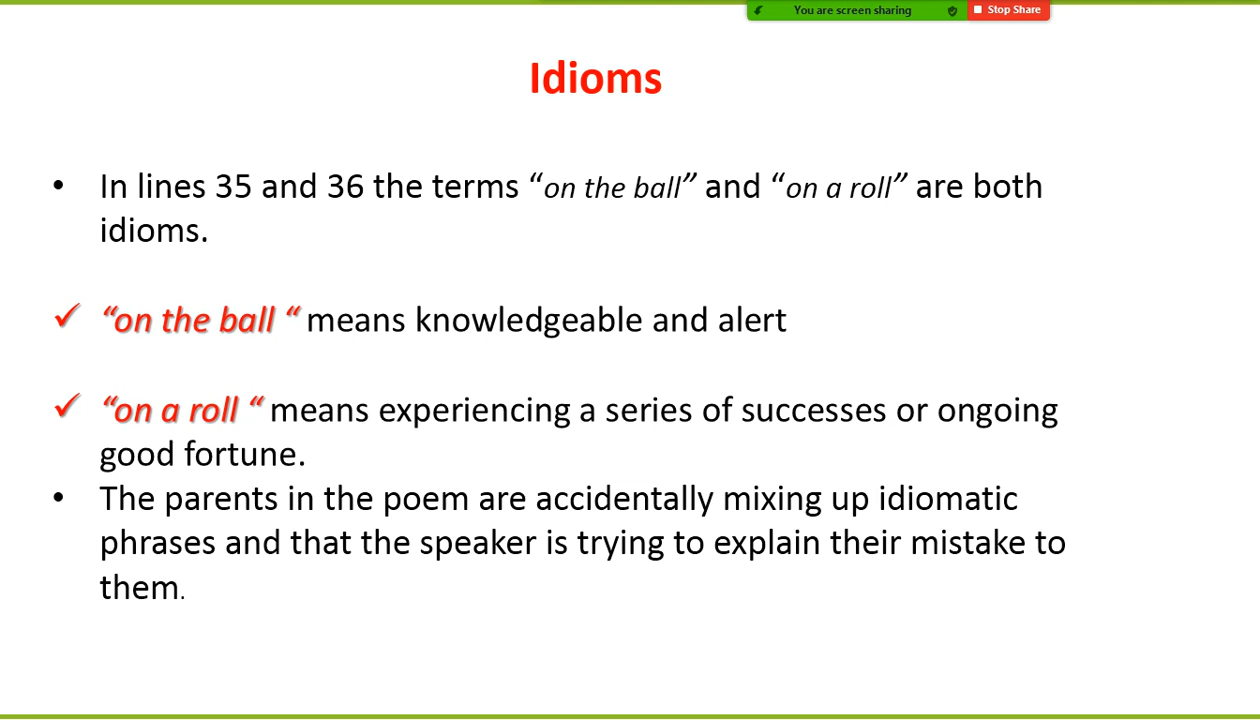 You are screen sharing Stop Share
Idioms
• In lines 35 and 36 the terms “on the ball” and “on a roll” are both
idioms.
✓ “on the ball “ means knowledgeable and alert
✓ “on a roll “ means experiencing a series of successes or ongoing
good fortune.
• The parents in the poem are accidentally mixing up idiomatic
phrases and that the speaker is trying to explain their mistake to
them.